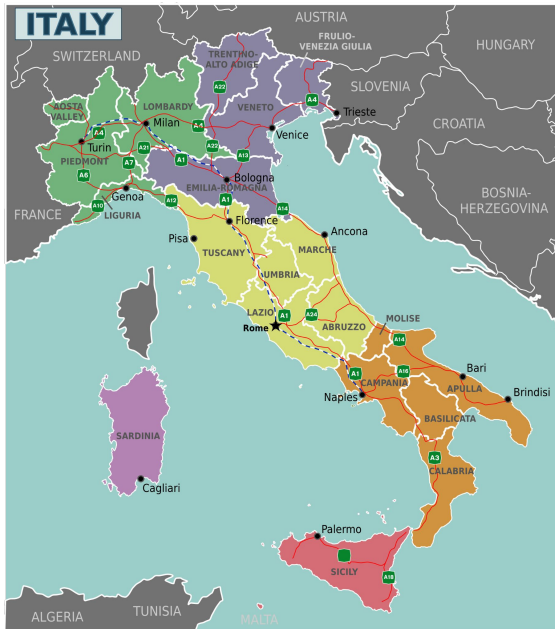 ITALY
AUSTRIA
HUNGARY
FRULIO-
VENEZIA GIULIA
TRENTINO-
ALTO ADIGE
SWITZERLAND
SLOVENIA
A22
AOSTA
VALLEY
LOMBARDY
VENETO
A4
Trieste
CROATIA
Milan
A4
A4
Venice
Turin
A21
A22
A13
PIEDMONT
A7
A1
A6
Bologna
EMILIA-ROMAGNA
BOSNIA-
HERZEGOVINA
Genoa
A12
A1
A10
LIGURIA
A14
FRANCE
Florence
Pisa
Ancona
TUSCANY
MARCHE
UMBRIA
LAZIO
A1
A24
MOLISE
Rome
ABRUZZO
A14
A1
A16
Bari
CAMPANIA
APULLA
Naples
Brindisi
BASILICATA
SARDINIA
A3
CALABRIA
Cagliari
Palermo
SICILY
A18
ALGERIA
TUNISIA
MALTA